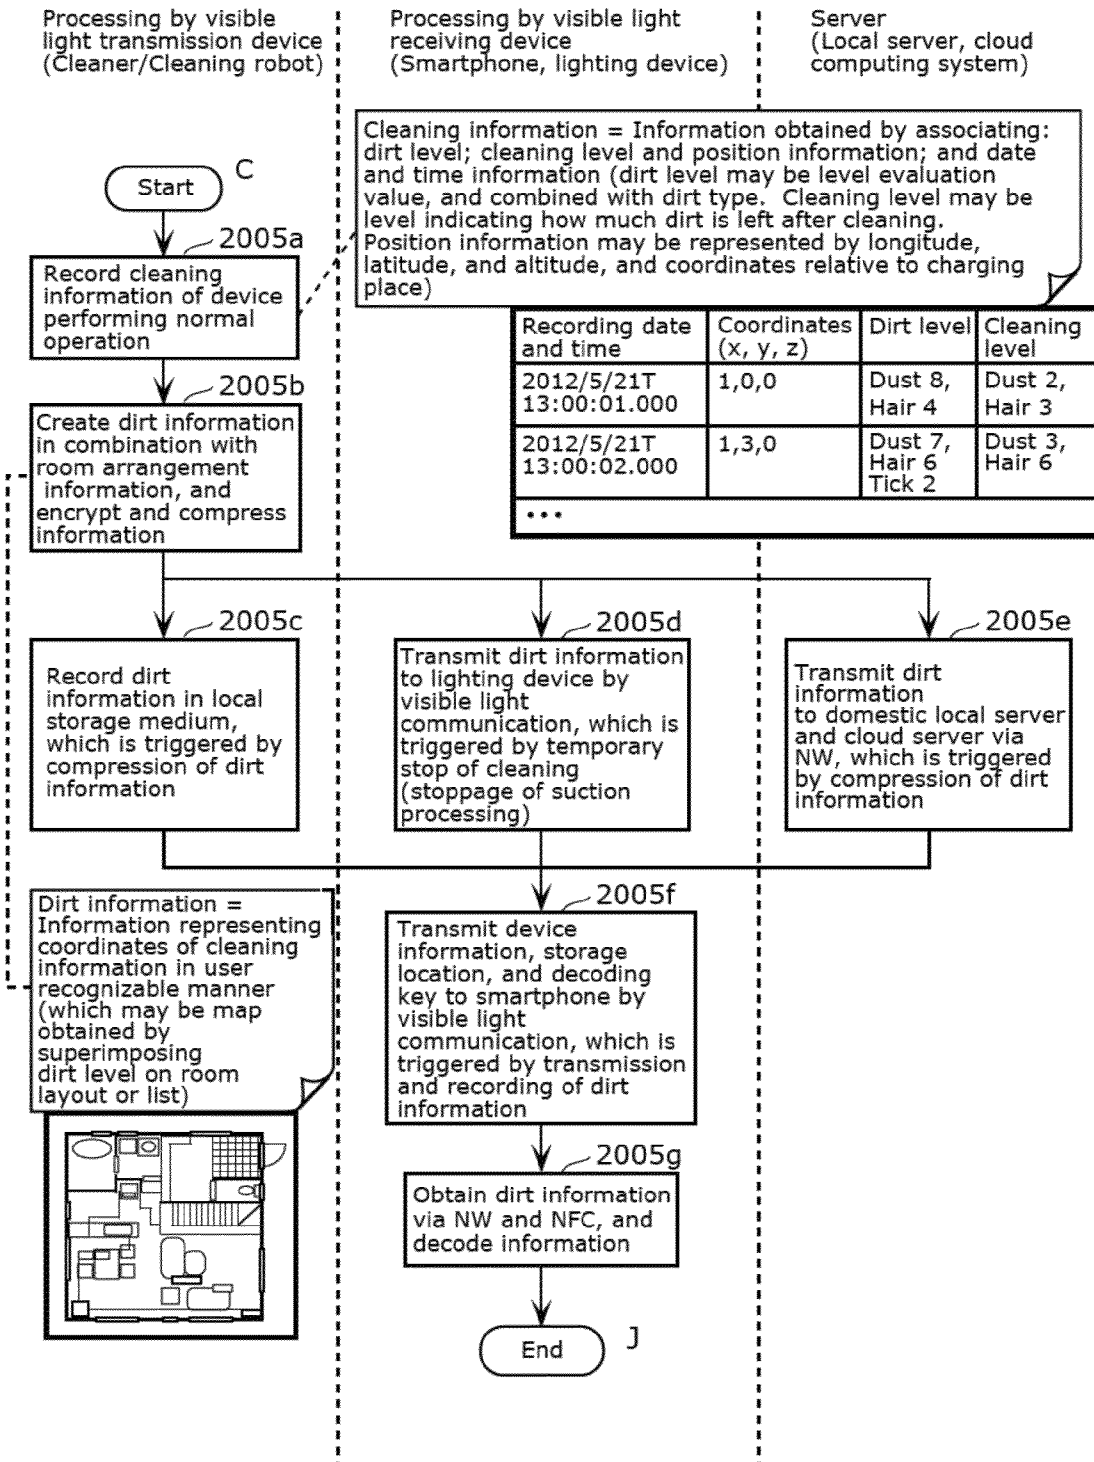 Processing by visible
light transmission device
(Cleaner/Cleaning robot)
Processing by visible light
receiving device
(Smartphone, lighting device)
Server
(Local server, cloud
computing system)
Cleaning information = Information obtained by associating:
dirt level; cleaning level and position information; and date
and time information (dirt level may be level evaluation
value, and combined with dirt type.  Cleaning level may be
level indicating how much dirt is left after cleaning.
Position information may be represented by longitude,
latitude, and altitude, and coordinates relative to charging
place)
Start
C
2005a
Record cleaning
information of device
performing normal
operation
Recording date
and time
Coordinates
(x, y, z)
Dirt level
Cleaning
level
2012/5/21T
13:00:01.000
1,0,0
Dust 8,
Hair 4
Dust 2,
Hair 3
2012/5/21T
13:00:02.000
1,3,0
Dust 7,
Hair 6
Tick 2
Dust 3,
Hair 6
...
2005b
Create dirt information
in combination with
room arrangement
information, and
encrypt and compress
information
2005c
Record dirt
information in local
storage medium,
which is triggered by
compression of dirt
information
2005d
Transmit dirt information
to lighting device by
visible light
communication, which is
triggered by temporary
stop of cleaning
(stoppage of suction
processing)
2005e
Transmit dirt
information
to domestic local server
and cloud server via
NW, which is triggered
by compression of dirt
information
Dirt information =
Information representing
coordinates of cleaning
information in user
recognizable manner
(which may be map
obtained by
superimposing
dirt level on room
layout or list)
2005f
Transmit device
information, storage
location, and decoding
key to smartphone by
visible light
communication, which is
triggered by transmission
and recording of dirt
information
2005g
Obtain dirt information
via NW and NFC, and
decode information
End
J